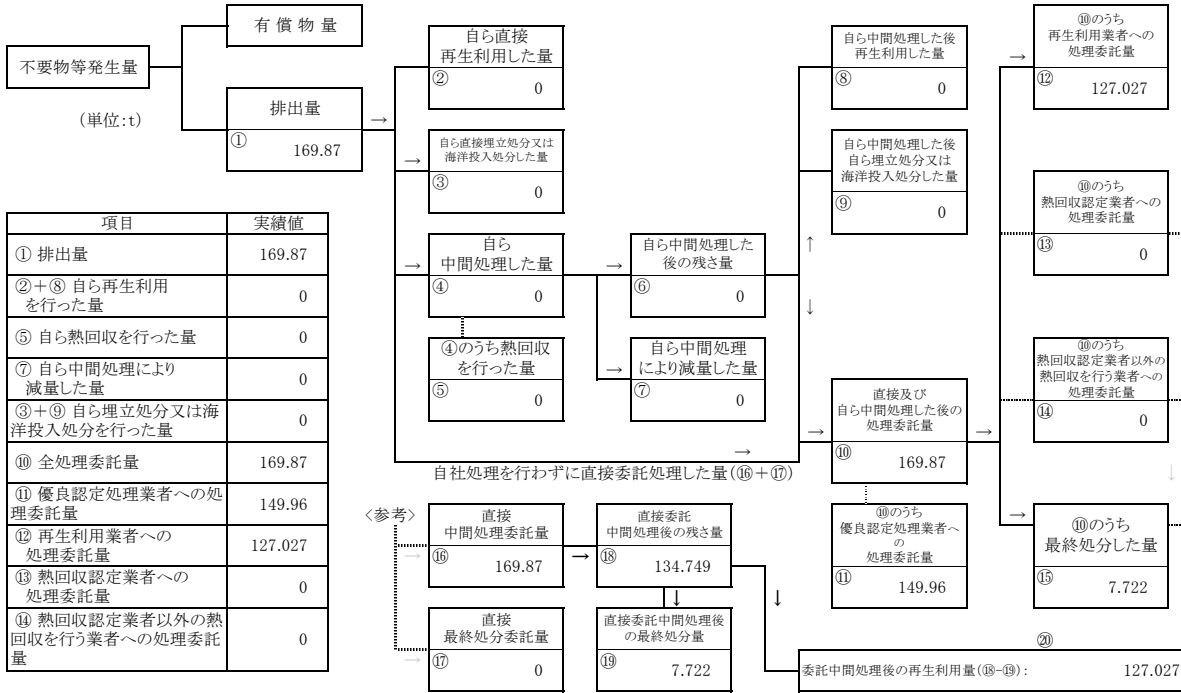 有 償 物 量
不要物等発生量
(単位:t)
排出量
①
169.87
→
自ら直接
再生利用した量
②
0
→
自ら直接埋立処分又は
海洋投入処分した量
③
0
→
自ら
中間処理した量
④
0
④のうち熱回収
を行った量
⑤
0
→
自ら中間処理した
後の残さ量
⑥
0
→
自ら中間処理
により減量した量
⑦
0
自ら中間処理した後
再生利用した量
⑧
0
自ら中間処理した後
自ら埋立処分又は
海洋投入処分した量
⑨
0
↑
↓
→
自社処理を行わずに直接委託処理した量(⑯+⑰)
→
直接及び
自ら中間処理した後の
処理委託量
⑩
169.87
⑩のうち
優良認定処理業者へ
の
処理委託量
⑪
149.96
→
→
⑩のうち
再生利用業者への
処理委託量
⑫
127.027
⑩のうち
熱回収認定業者への
処理委託量
⑬
0
⑩のうち
熱回収認定業者以外の
熱回収を行う業者への
処理委託量
⑭
0
↓
→
⑩のうち
最終処分した量
⑮
7.722
項目 実績値
① 排出量 169.87
②+⑧ 自ら再生利用
を行った量
0
⑤ 自ら熱回収を行った量 0
⑦ 自ら中間処理により
減量した量
0
③+⑨ 自ら埋立処分又は海
洋投入処分を行った量
0
⑩ 全処理委託量 169.87
⑪ 優良認定処理業者への処
理委託量
149.96
⑫ 再生利用業者への
処理委託量
127.027
⑬ 熱回収認定業者への
処理委託量
0
⑭ 熱回収認定業者以外の熱
回収を行う業者への処理委託
量
0
<参考>
→
直接
中間処理委託量
⑯
169.87
→
直接委託
中間処理後の残さ量
⑱
134.749
↓
↓
→
直接
最終処分委託量
⑰
0
直接委託中間処理後
の最終処分量
⑲
7.722
⑳
委託中間処理後の再生利用量(⑱-⑲): 127.027